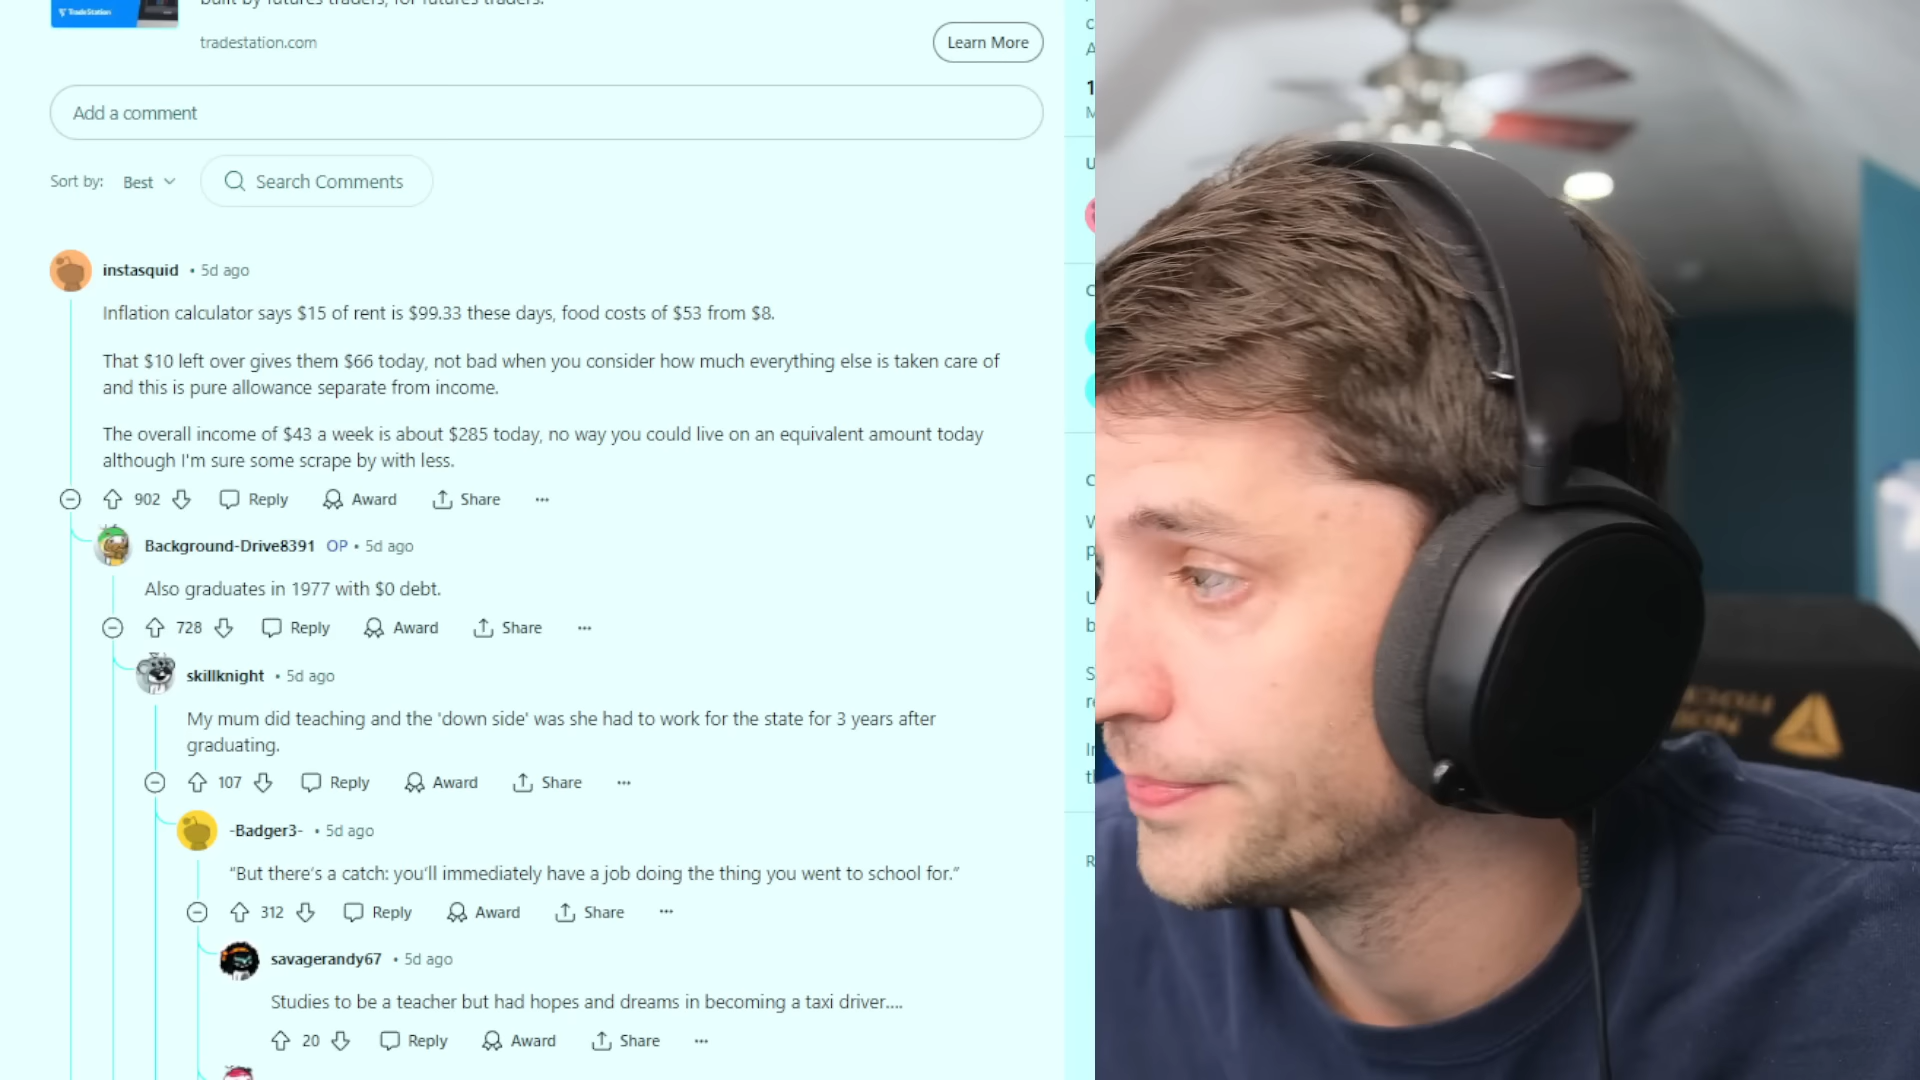 built by futures traders, for futures traders.
TradeStation
tradestation.com
Learn More
Add a comment
Sort by: Best
Search Comments
instasquid • 5d ago
Inflation calculator says $15 of rent is $99.33 these days, food costs of $53 from $8.
That $10 left over gives them $66 today, not bad when you consider how much everything else is taken care of
and this is pure allowance separate from income.
The overall income of $43 a week is about $285 today, no way you could live on an equivalent amount today
although I'm sure some scrape by with less.
902 Reply Award Share ...
Background-Drive8391 OP • 5d ago
Also graduates in 1977 with $0 debt.
728 Reply Award Share ...
skillknight • 5d ago
My mum did teaching and the 'down side' was she had to work for the state for 3 years after
graduating.
107 Reply Award Share ...
-Badger3- • 5d ago
“But there’s a catch: you’ll immediately have a job doing the thing you went to school for.”
312 Reply Award Share ...
savagerandy67 • 5d ago
Studies to be a teacher but had hopes and dreams in becoming a taxi driver....
20 Reply Award Share ...